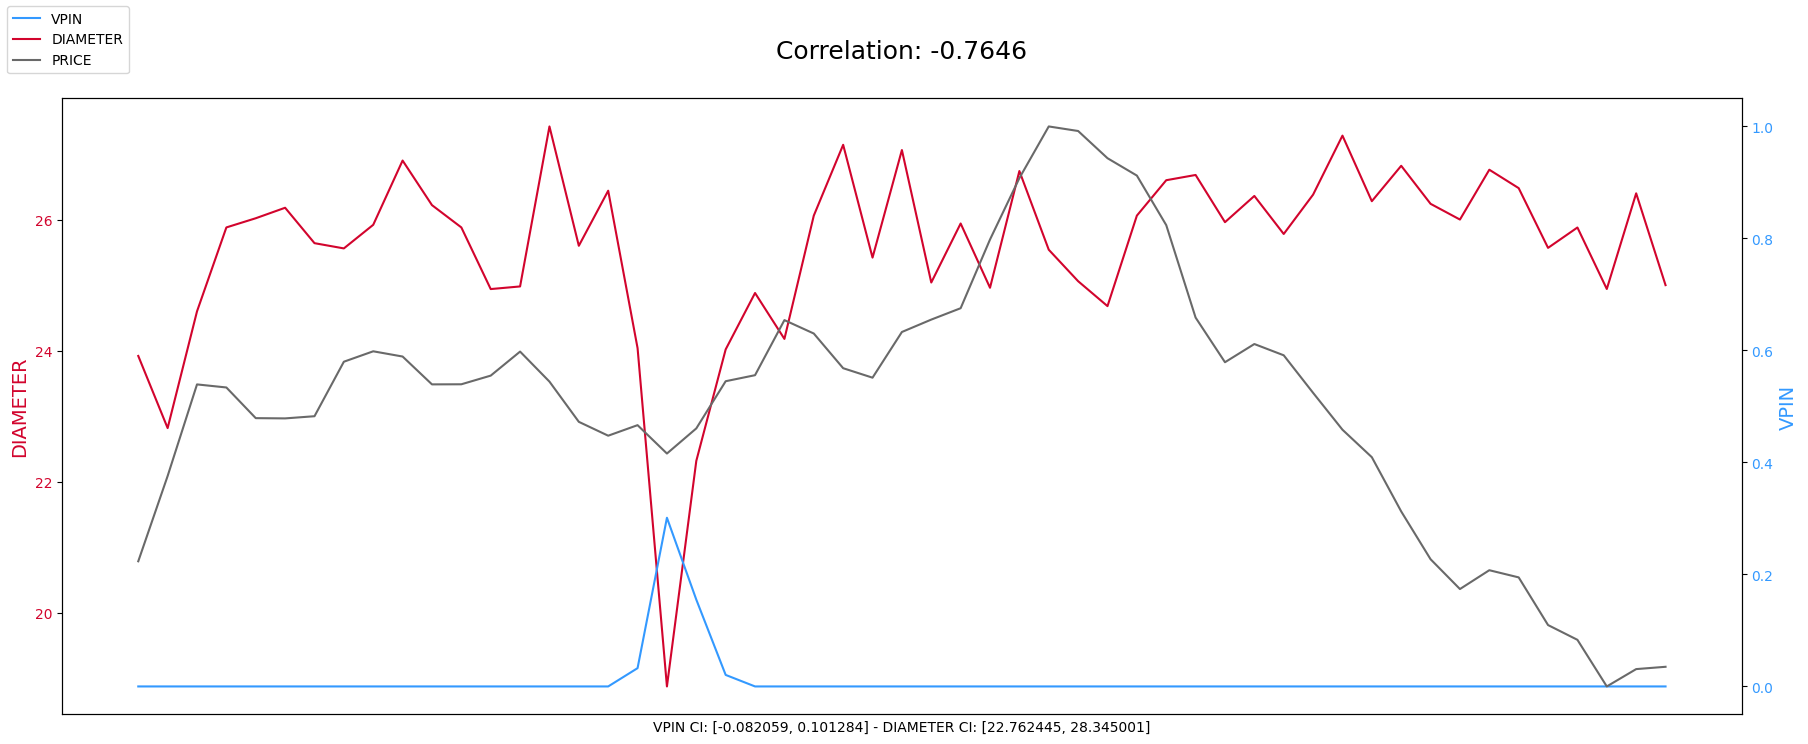 VPIN
DIAMETER
PRICE
Correlation: -0.7646
DIAMETER
26
24
22
20
1.0
0.8
0.6
0.4
0.2
0.0
VPIN
VPIN CI: [-0.082059, 0.101284] - DIAMETER CI: [22.762445, 28.345001]